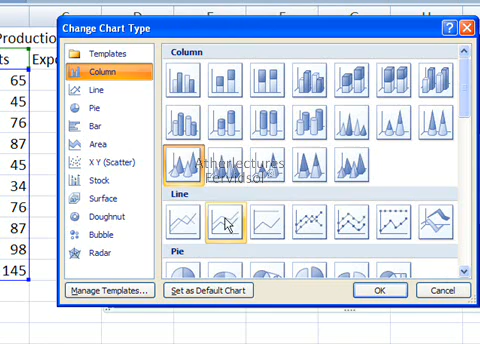 Change Chart Type
Production
ts Expo
65
45
76
87
45
34
76
87
98
145
Templates
Column
Line
Pie
Bar
Area
X Y (Scatter)
Stock
Surface
Doughnut
Bubble
Radar
Column
Atherlectures
Fervidsol
Line
Pie
Manage Templates...
Set as Default Chart
OK
Cancel